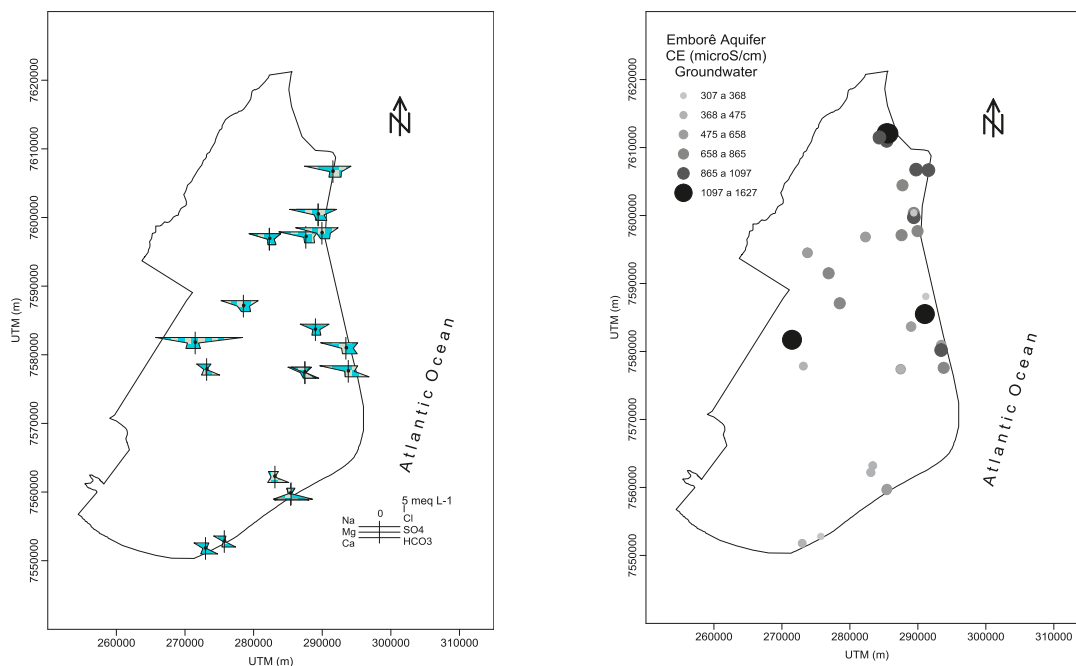 7620000
7610000
7600000
7590000
7580000
7570000
7560000
7550000
UTM (m)
N
Atlantic Ocean
5 meq L-1
0
Na
Cl
Mg
SO4
Ca
HCO3
260000
270000
280000
290000
300000
310000
UTM (m)
Emborê Aquifer
CE (microS/cm)
Groundwater
307 a 368
368 a 475
475 a 658
658 a 865
865 a 1097
1097 a 1627
N
7620000
7610000
7600000
7590000
7580000
7570000
7560000
7550000
UTM (m)
Atlantic Ocean
260000
270000
280000
290000
300000
310000
UTM (m)